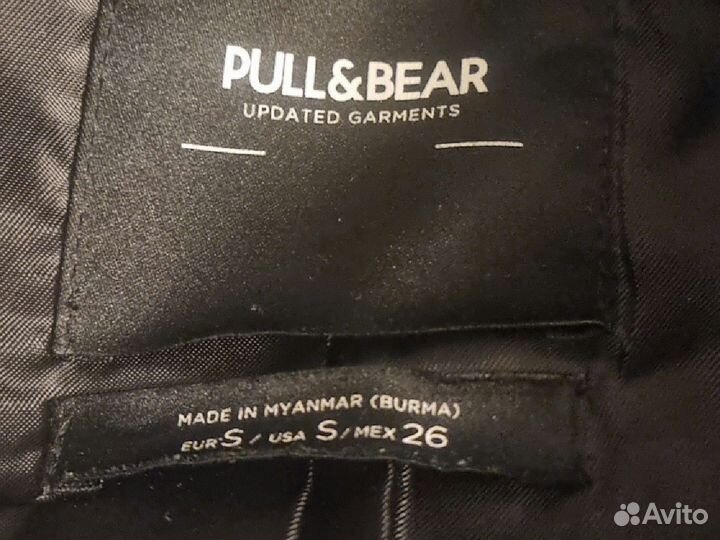 PULL&BEAR
UPDATED GARMENTS
MADE IN MYANMAR (BURMA)
EUR S / USA S / MEX 26
Avito